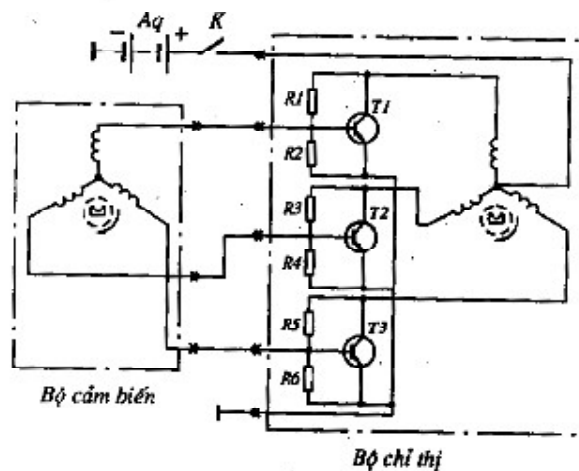 - Aq + K
R1
T1
R2
R3
T2
R4
R5
T3
R6
Bộ cảm biến
Bộ chỉ thị